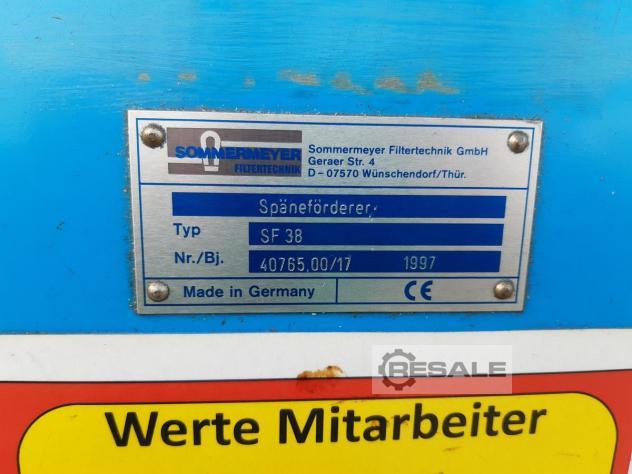 SOMMERMEYER
FILTERTECHNIK
Sommermeyer Filtertechnik GmbH
Geraer Str. 4
D-07570 Wünschendorf/Thür.
Späneförderer
Typ SF 38
Nr./Bj. 40765.00/17 1997
Made in Germany CE
RESALE
Werte Mitarbeiter